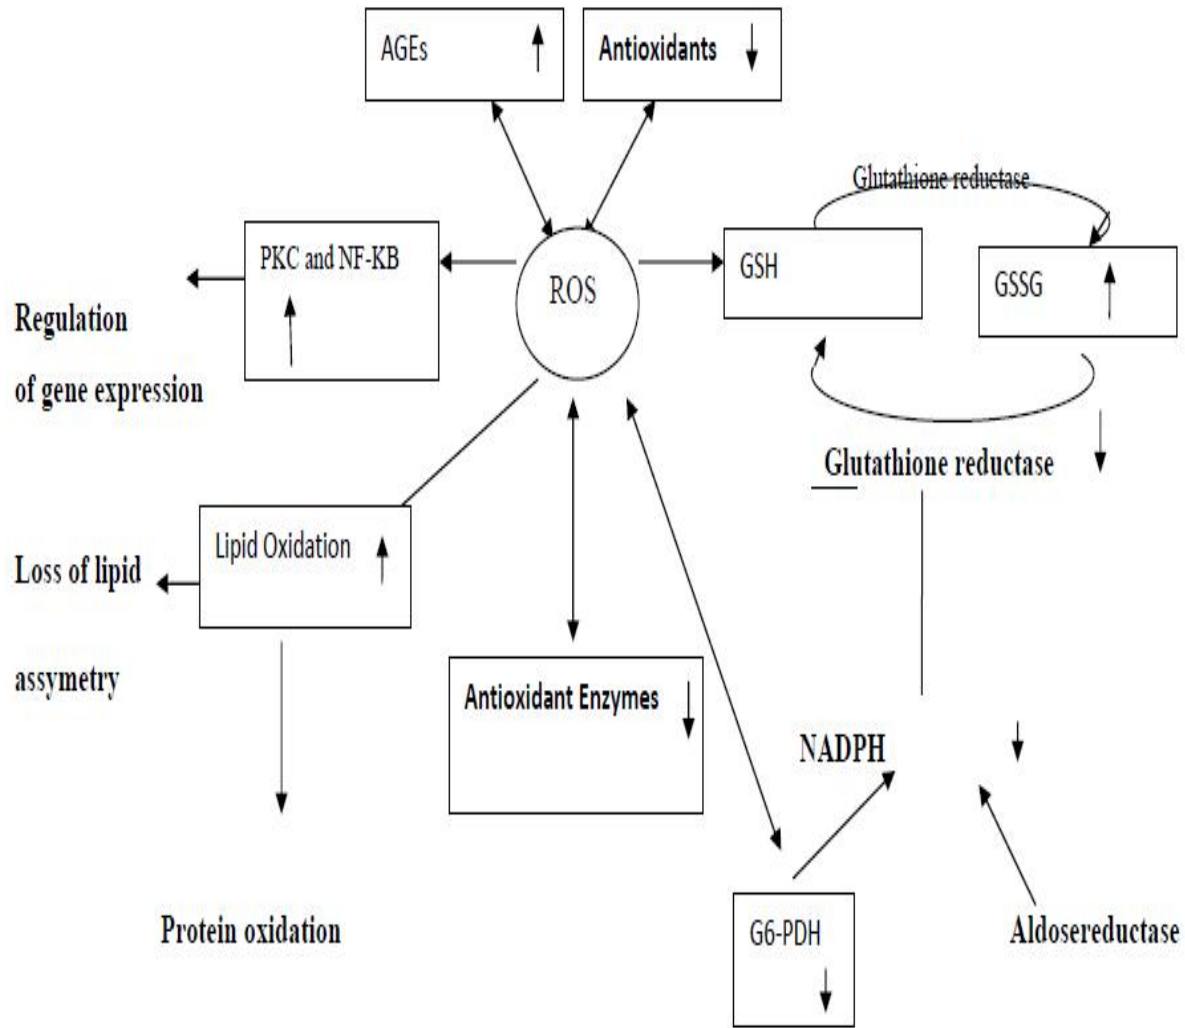 AGEs
Antioxidants
Glutathione reductase
PKC and NF-KB
ROS
GSH
GSSG
Regulation
of gene expression
Glutathione reductase
Lipid Oxidation
Loss of lipid
assymetry
Antioxidant Enzymes
NADPH
Protein oxidation
G6-PDH
Aldosereductase